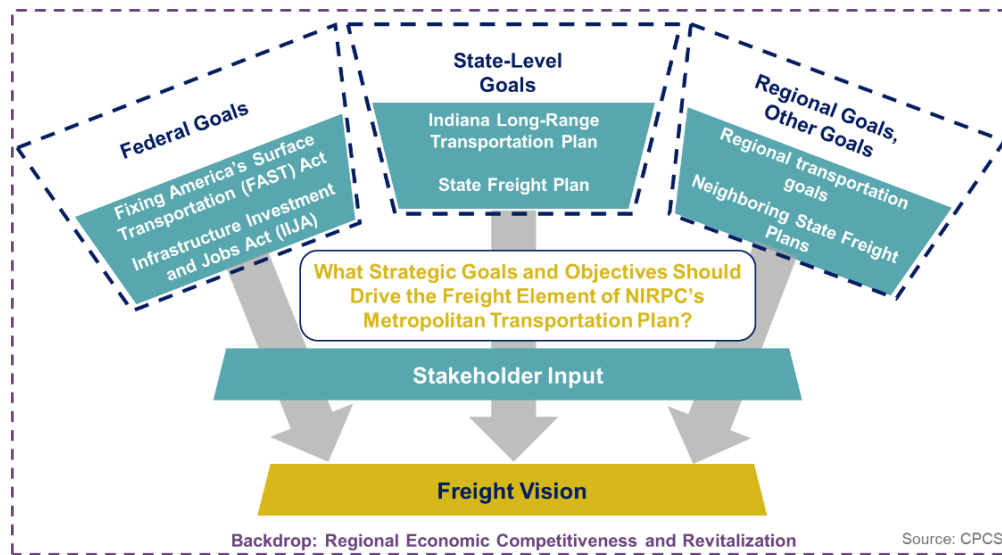 Federal Goals
Fixing America's Surface
Transportation (FAST) Act
Infrastructure Investment
and Jobs Act (IIJA)
State-Level
Goals
Indiana Long-Range
Transportation Plan
State Freight Plan
Regional Goals,
Other Goals
Regional transportation
goals
Neighboring State Freight
Plans
What Strategic Goals and Objectives Should
Drive the Freight Element of NIRPC's
Metropolitan Transportation Plan?
Stakeholder Input
Freight Vision
Backdrop: Regional Economic Competitiveness and Revitalization
Source: CPCS